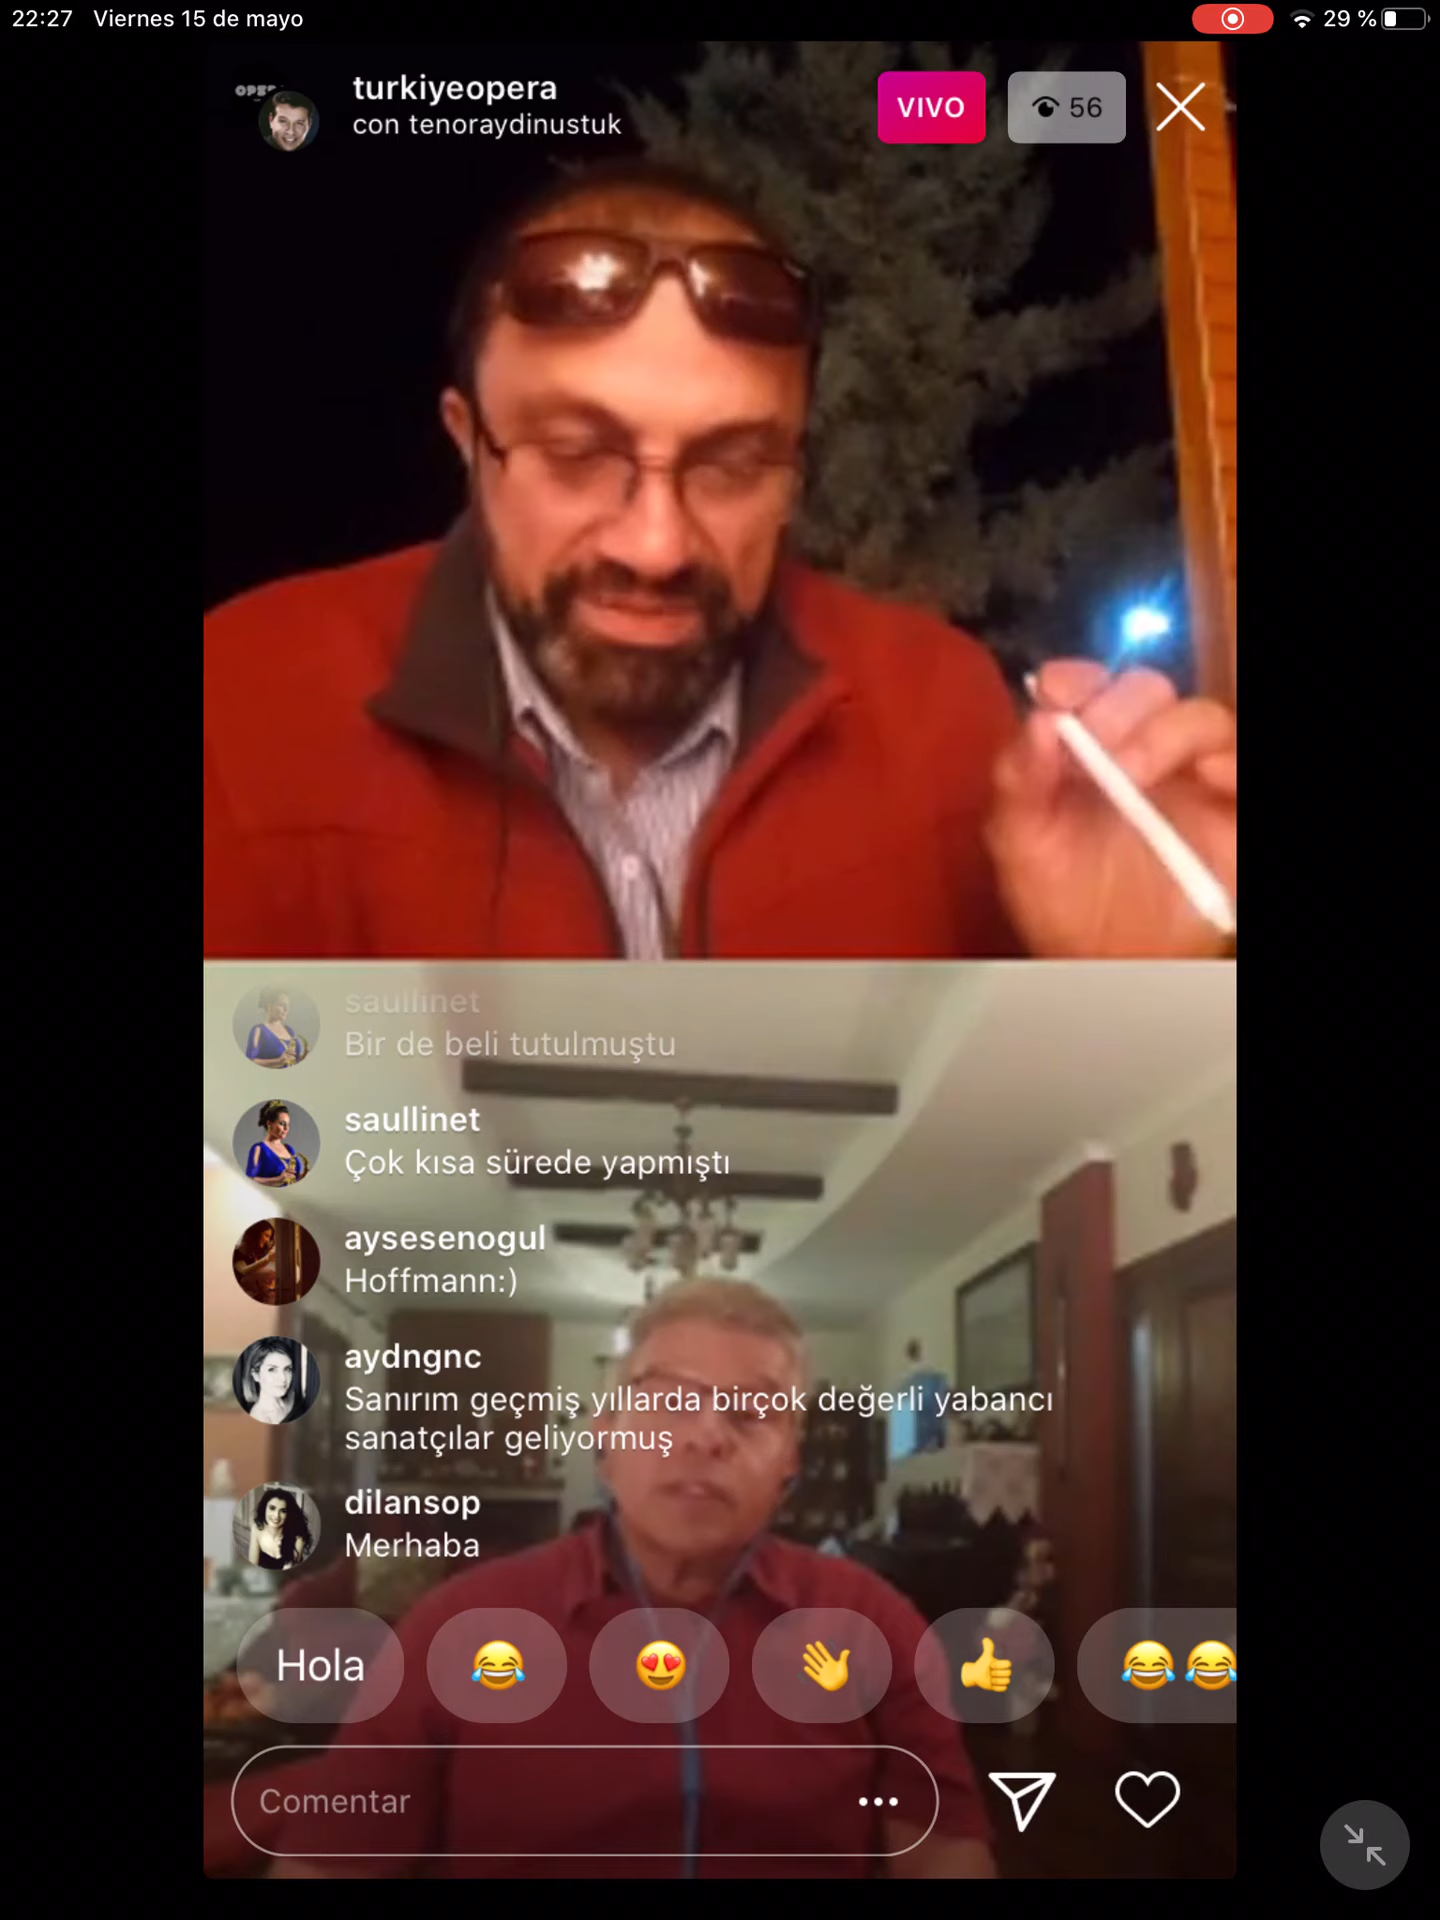 22:27 Viernes 15 de mayo
29 %
turkiyeopera
con tenoraydinustuk
VIVO
56
saullinet
Bir de beli tutulmuştu
saullinet
Çok kısa sürede yapmıştı
aysesenogul
Hoffmann:)
aydngnc
Sanırım geçmiş yıllarda birçok değerli yabancı
sanatçılar geliyormuş
dilansop
Merhaba
Hola
Comentar